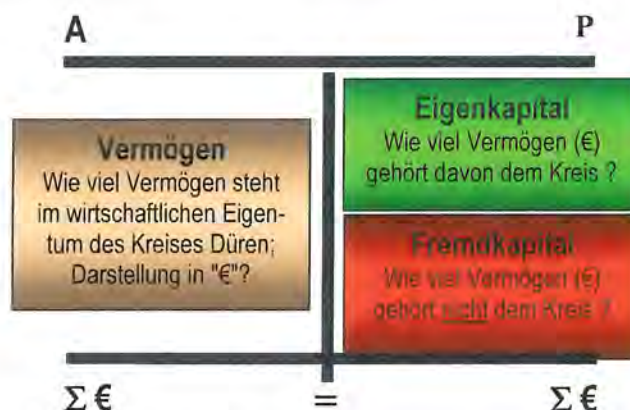 A P
Vermögen
Wie viel Vermögen steht
im wirtschaftlichen Eigen-
tum des Kreises Düren;
Darstellung in "€"?
Eigenkapital
Wie viel Vermögen (€)
gehört davon dem Kreis ?
Fremdkapital
Wie viel Vermögen (€)
gehört nicht dem Kreis ?
Σ € = Σ €